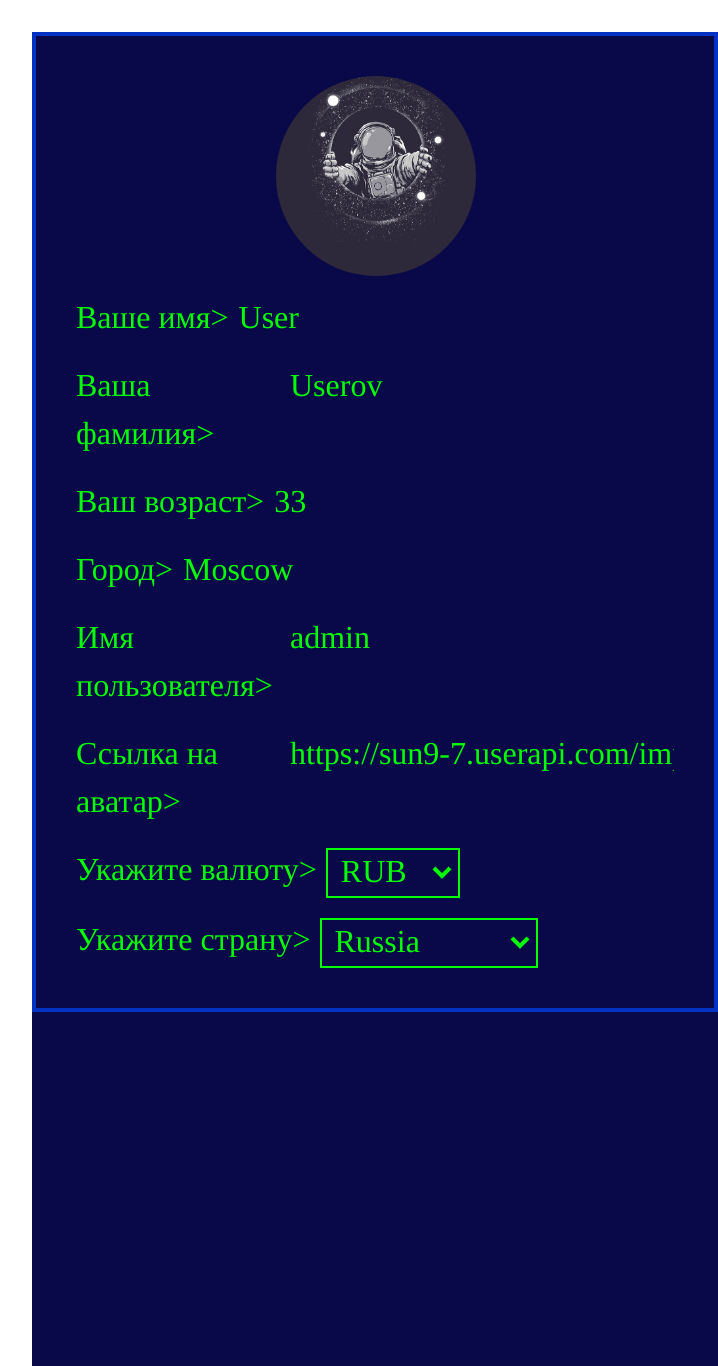 Ваше имя> User
Ваша Userov
фамилия>
Ваш возраст> 33
Город> Moscow
Имя admin
пользователя>
Ссылка на https://sun9-7.userapi.com/im
аватар>
Укажите валюту> RUB
Укажите страну> Russia